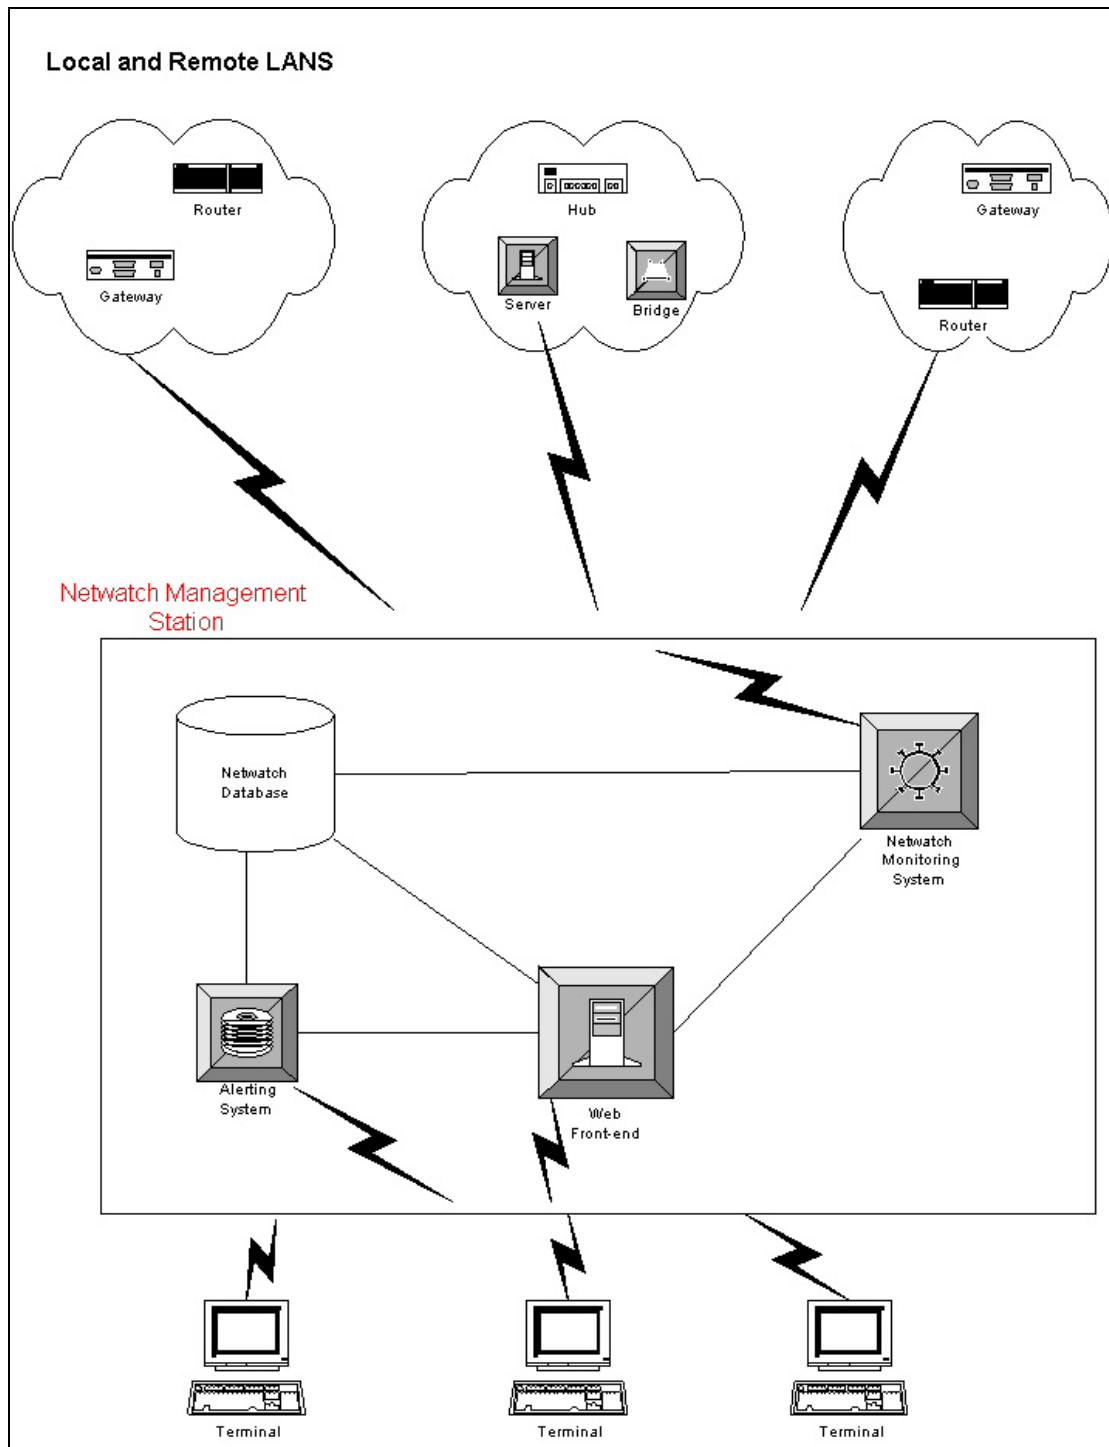 Local and Remote LANS
Router
Gateway
Hub
Server
Bridge
Gateway
Router
Netwatch Management
Station
Netwatch
Database
Netwatch
Monitoring
System
Alerting
System
Web
Front-end
Terminal
Terminal
Terminal